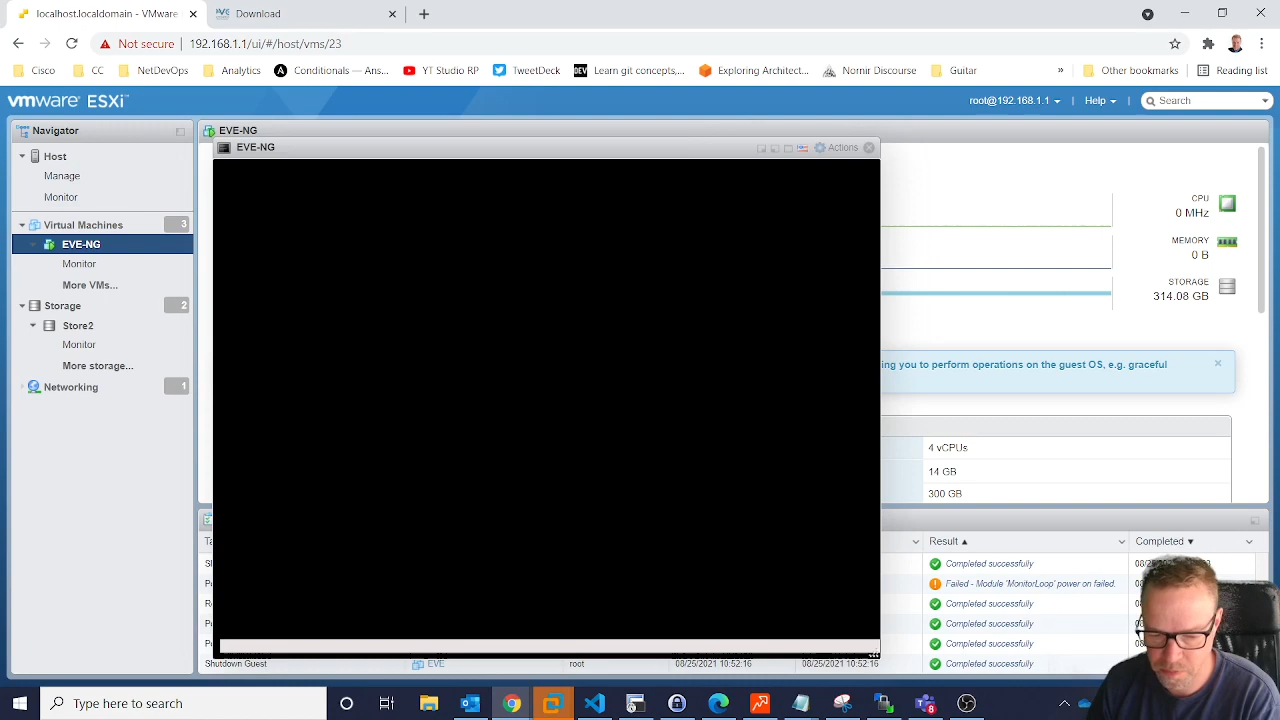 localhost.localdomain - VMware
Download
Not secure
192.168.1.1/ui/#/host/vms/23
Cisco
CC
NetDevOps
Analytics
Conditionals — Ans...
YT Studio RP
TweetDeck
DEV
Learn git concepts,...
Exploring Architect...
Nornir Discourse
Guitar
»
Other bookmarks
Reading list
vmware ESXi
root@192.168.1.1
Help
Search
Navigator
EVE-NG
Host
EVE-NG
Actions
Manage
Monitor
CPU
0 MHz
Virtual Machines
3
EVE-NG
MEMORY
0 B
Monitor
More VMs...
STORAGE
314.08 GB
Storage
2
Store2
Monitor
More storage...
ing you to perform operations on the guest OS, e.g. graceful
Networking
1
4 vCPUs
14 GB
300 GB
Result
Completed
Completed successfully
Failed - Module 'MonitorLoop' power on failed.
Completed successfully
Completed successfully
Completed successfully
Shutdown Guest
EVE
root
08/25/2021 10:52:16
08/25/2021 10:52:16
Completed successfully
Type here to search